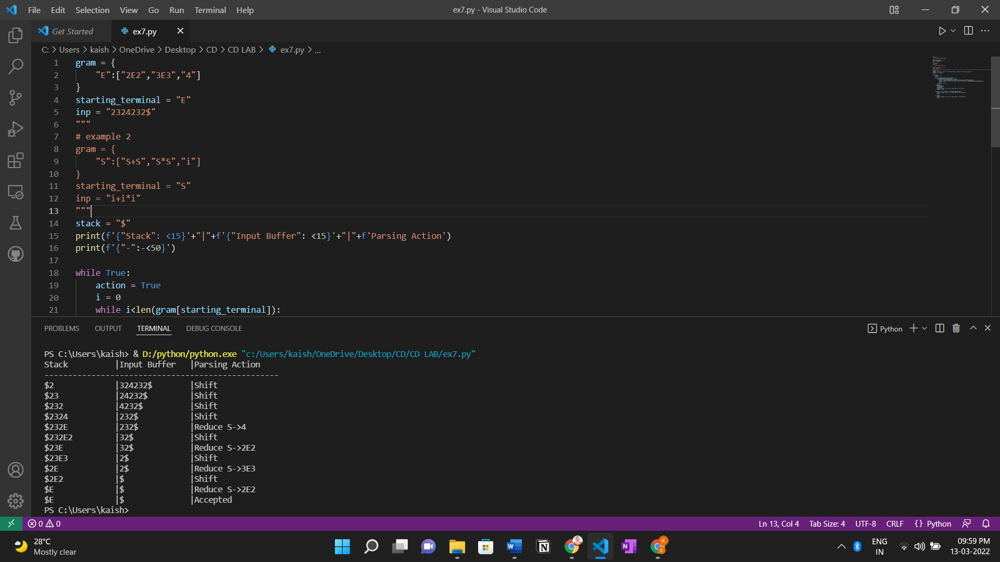 File Edit Selection View Go Run Terminal Help
ex7.py - Visual Studio Code
Get Started
ex7.py
C: > Users > kaish > OneDrive > Desktop > CD > CD LAB > ex7.py > ...
1 gram = {
2 "E":["2E2","3E3","4"]
3 }
4 starting_terminal = "E"
5 inp = "2324232$"
6 """
7 # example 2
8 gram = {
9 "S":["S+S","S*S","i"]
10 }
11 starting_terminal = "S"
12 inp = "i+i*i"
13 """
14 stack = "$"
15 print(f'{"Stack": <15}'+"|"+f'{"Input Buffer": <15}'+"|"+f'Parsing Action')
16 print(f'{"-":-<50}')
17
18 while True:
19 action = True
20 i = 0
21 while i<len(gram[starting_terminal]):
PROBLEMS OUTPUT TERMINAL DEBUG CONSOLE
Python
PS C:\Users\kaish> & D:/python/python.exe "c:/Users/kaish/OneDrive/Desktop/CD/CD LAB/ex7.py"
Stack |Input Buffer |Parsing Action
--------------------------------------------------
$2 |324232$ |Shift
$23 |24232$ |Shift
$232 |4232$ |Shift
$2324 |232$ |Shift
$232E |232$ |Reduce S->4
$232E2 |32$ |Shift
$23E |32$ |Reduce S->2E2
$23E3 |2$ |Shift
$2E |2$ |Reduce S->3E3
$2E2 |$ |Shift
$E |$ |Reduce S->2E2
$E |$ |Accepted
PS C:\Users\kaish>
0 0
Ln 13, Col 4 Tab Size: 4 UTF-8 CRLF {} Python
28°C
Mostly clear
ENG
IN
09:59 PM
13-03-2022